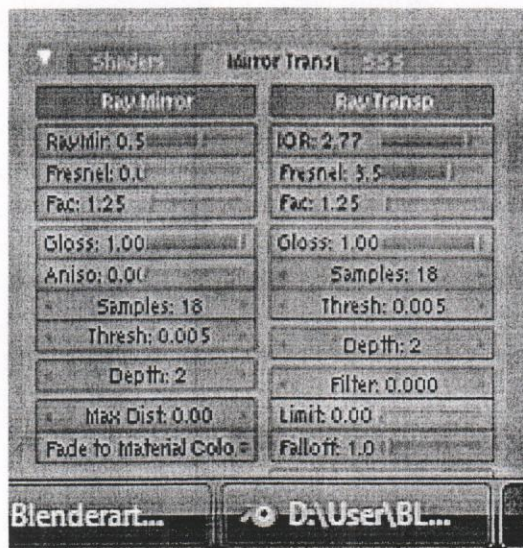 Shaders Mirror Transp SSS
Ray Mirror
RayMir: 0.5
Fresnel: 0.0
Fac: 1.25
Gloss: 1.00
Aniso: 0.00
Samples: 18
Thresh: 0.005
Depth: 2
Max Dist: 0.00
Fade to Material Colo
Ray Transp
IOR: 2.77
Fresnel: 3.5
Fac: 1.25
Gloss: 1.00
Samples: 18
Thresh: 0.005
Depth: 2
Filter: 0.000
Limit: 0.00
Falloff: 1.0
Blenderart... D:\User\BL...